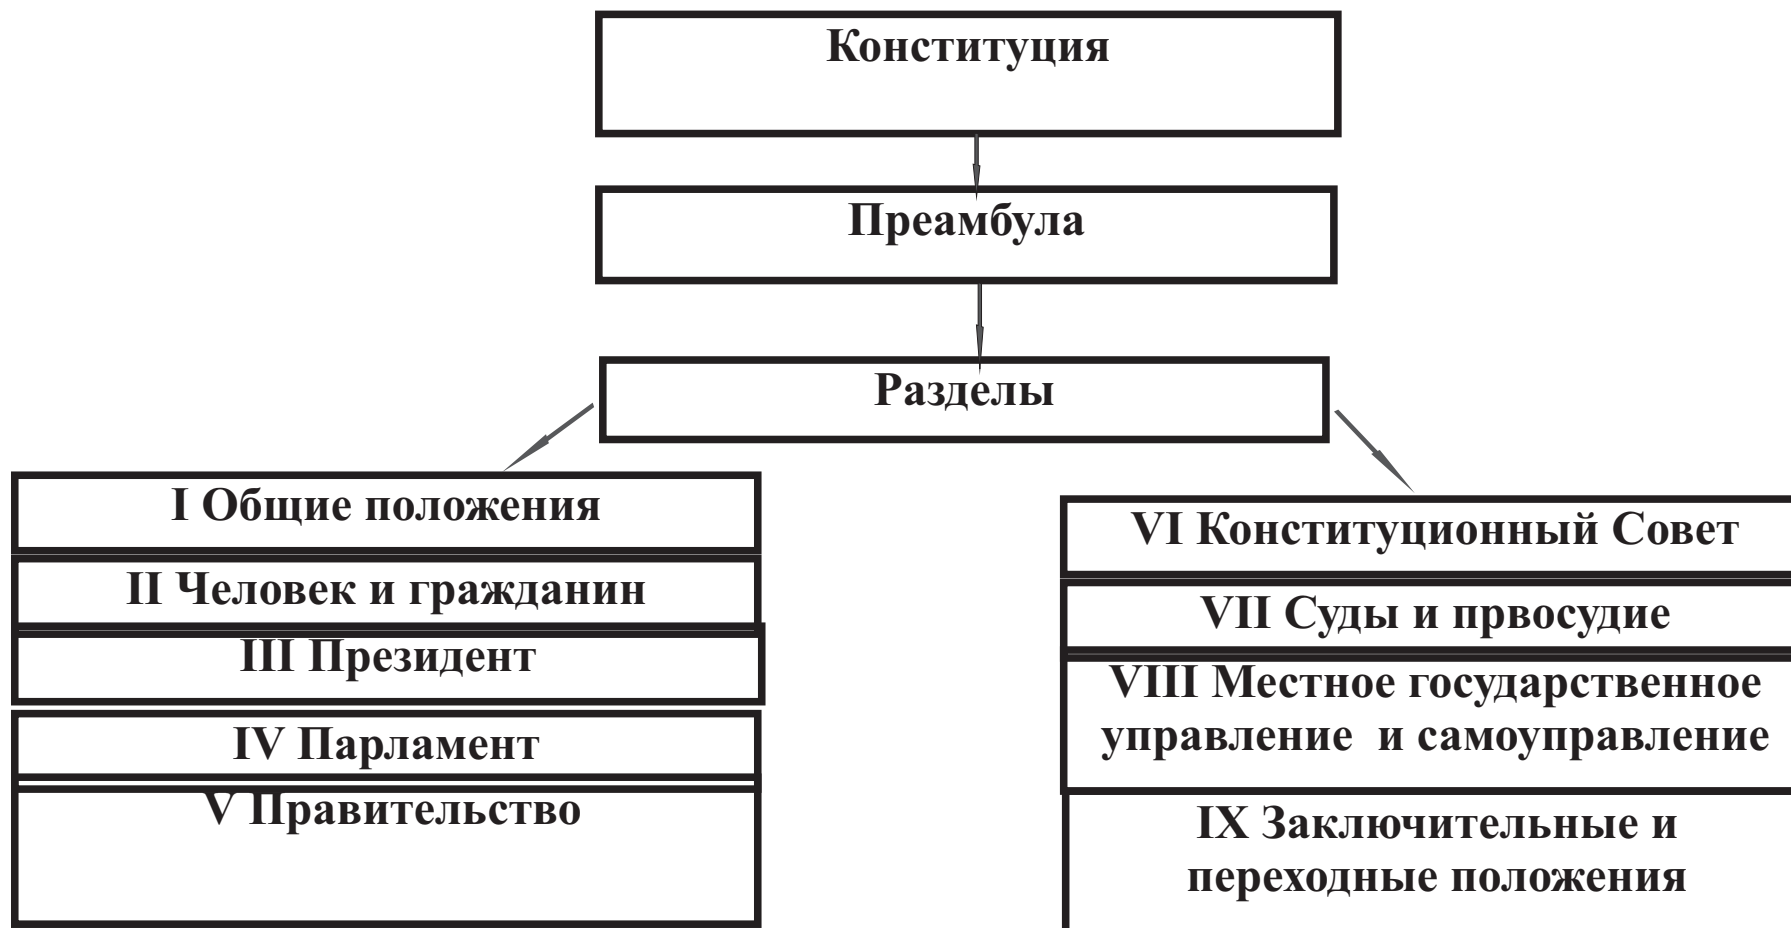 Конституция
Преамбула
Разделы
I Общие положения
II Человек и гражданин
III Президент
IV Парламент
V Правительство
VI Конституционный Совет
VII Суды и првосудие
VIII Местное государственное
управление и самоуправление
IX Заключительные и
переходные положения